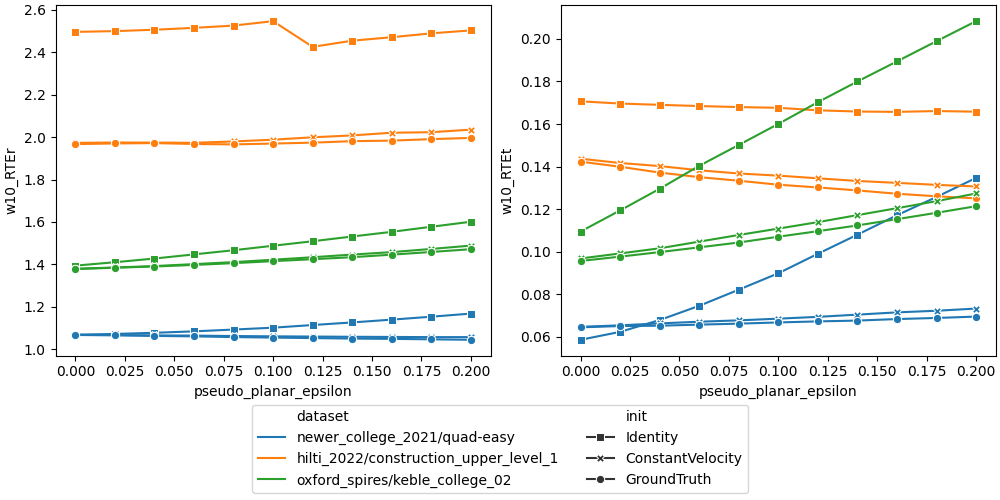 2.6
2.4
2.2
2.0
1.8
1.6
1.4
1.2
1.0
w10_RTEr
0.000 0.025 0.050 0.075 0.100 0.125 0.150 0.175 0.200
pseudo_planar_epsilon
0.20
0.18
0.16
0.14
0.12
0.10
0.08
0.06
w10_RTEt
0.000 0.025 0.050 0.075 0.100 0.125 0.150 0.175 0.200
pseudo_planar_epsilon
dataset
newer_college_2021/quad-easy
hilti_2022/construction_upper_level_1
oxford_spires/keble_college_02
init
Identity
ConstantVelocity
GroundTruth